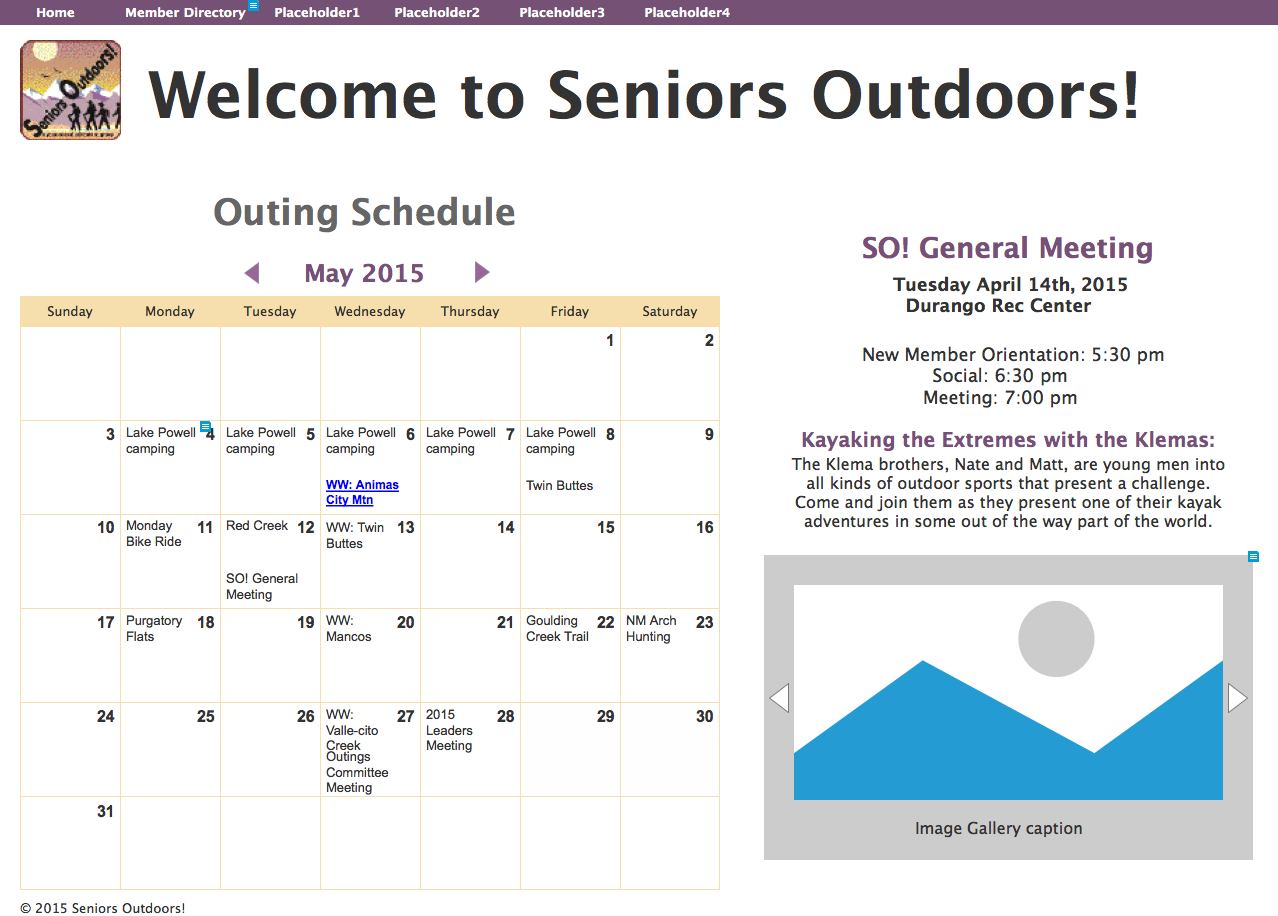 Home Member Directory Placeholder1 Placeholder2 Placeholder3 Placeholder4
Seniors Outdoors!
Welcome to Seniors Outdoors!
Outing Schedule
May 2015
Sunday Monday Tuesday Wednesday Thursday Friday Saturday
1 2
3
Lake Powell 4
camping
Lake Powell 5
camping
Lake Powell 6
camping
WW: Animas
City Mtn
Lake Powell 7
camping
Lake Powell 8
camping
Twin Buttes
9
10
Monday 11
Bike Ride
Red Creek 12
SO! General
Meeting
WW: Twin 13
Buttes
14
15
16
17
Purgatory 18
Flats
19
WW: 20
Mancos
21
Goulding 22
Creek Trail
NM Arch 23
Hunting
24
25
26
WW: 27
Valle-cito
Creek
Outings
Committee
Meeting
2015 28
Leaders
Meeting
29
30
31
SO! General Meeting
Tuesday April 14th, 2015
Durango Rec Center
New Member Orientation: 5:30 pm
Social: 6:30 pm
Meeting: 7:00 pm
Kayaking the Extremes with the Klemas:
The Klema brothers, Nate and Matt, are young men into
all kinds of outdoor sports that present a challenge.
Come and join them as they present one of their kayak
adventures in some out of the way part of the world.
Image Gallery caption
© 2015 Seniors Outdoors!